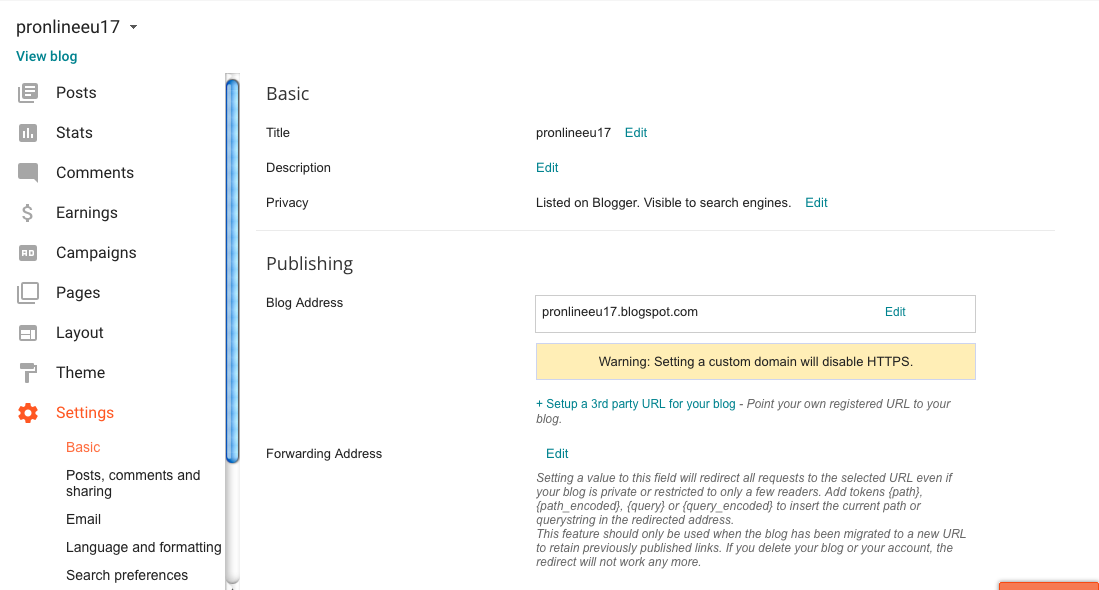 pronlineeu17
View blog
Posts
Stats
Comments
Earnings
Campaigns
Pages
Layout
Theme
Settings
Basic
Posts, comments and
sharing
Email
Language and formatting
Search preferences
Basic
Title pronlineeu17 Edit
Description Edit
Privacy Listed on Blogger. Visible to search engines. Edit
Publishing
Blog Address pronlineeu17.blogspot.com Edit
Warning: Setting a custom domain will disable HTTPS.
+ Setup a 3rd party URL for your blog - Point your own registered URL to your
blog.
Forwarding Address Edit
Setting a value to this field will redirect all requests to the selected URL even if
your blog is private or restricted to only a few readers. Add tokens {path},
{path_encoded}, {query} or {query_encoded} to insert the current path or
querystring in the redirected address.
This feature should only be used when the blog has been migrated to a new URL
to retain previously published links. If you delete your blog or your account, the
redirect will not work any more.